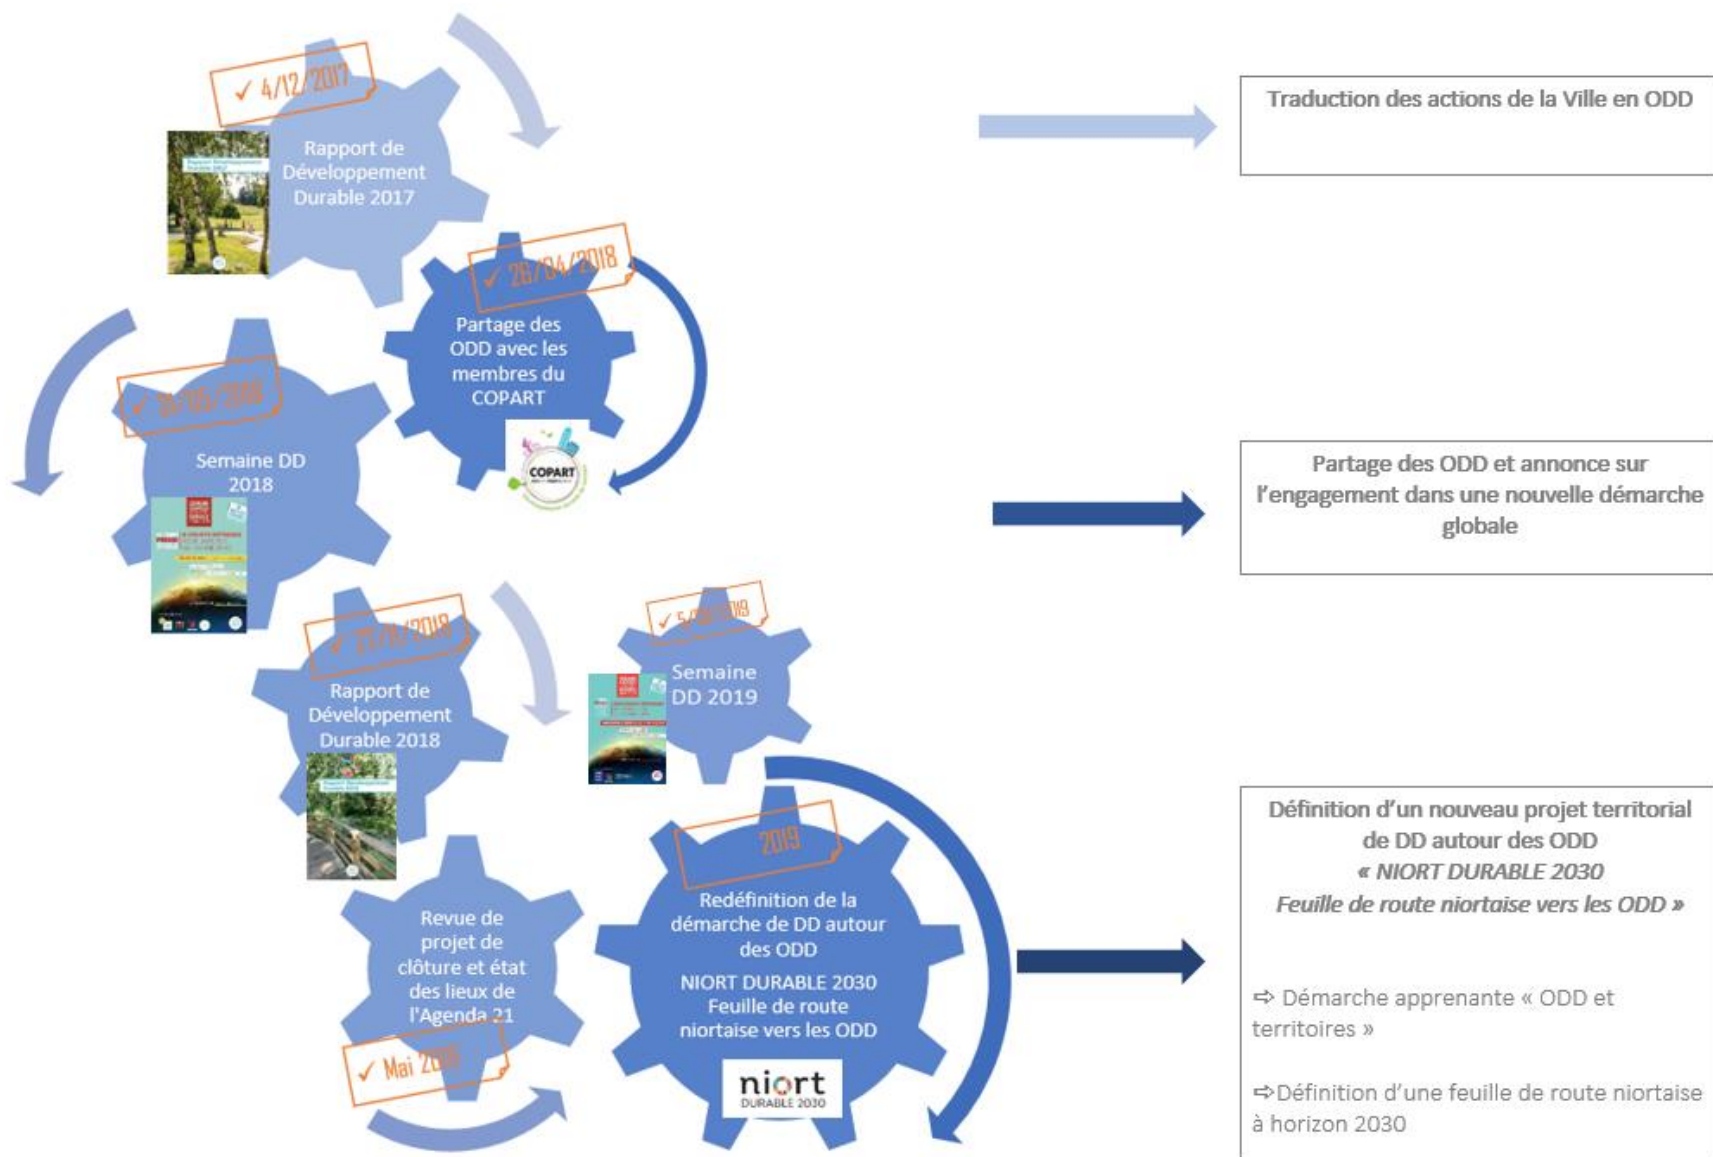 ✓ 4/12/2017
Rapport de
Développement
Durable 2017
Traduction des actions de la Ville en ODD
✓ 26/04/2018
Partage des
ODD avec les
membres du
COPART
COPART
Semaine DD
2018
Partage des ODD et annonce sur
l'engagement dans une nouvelle démarche
globale
Rapport de
Développement
Durable 2018
Semaine
DD 2019
Revue de
projet de
clôture et état
des lieux de
l'Agenda 21
✓ Mai
2019
Redéfinition de la
démarche de DD autour
des ODD
NIORT DURABLE 2030
Feuille de route
niortaise vers les ODD
niort
DURABLE 2030
Définition d'un nouveau projet territorial
de DD autour des ODD
« NIORT DURABLE 2030
Feuille de route niortaise vers les ODD »
⇨ Démarche apprenante « ODD et
territoires »
⇨Définition d'une feuille de route niortaise
à horizon 2030